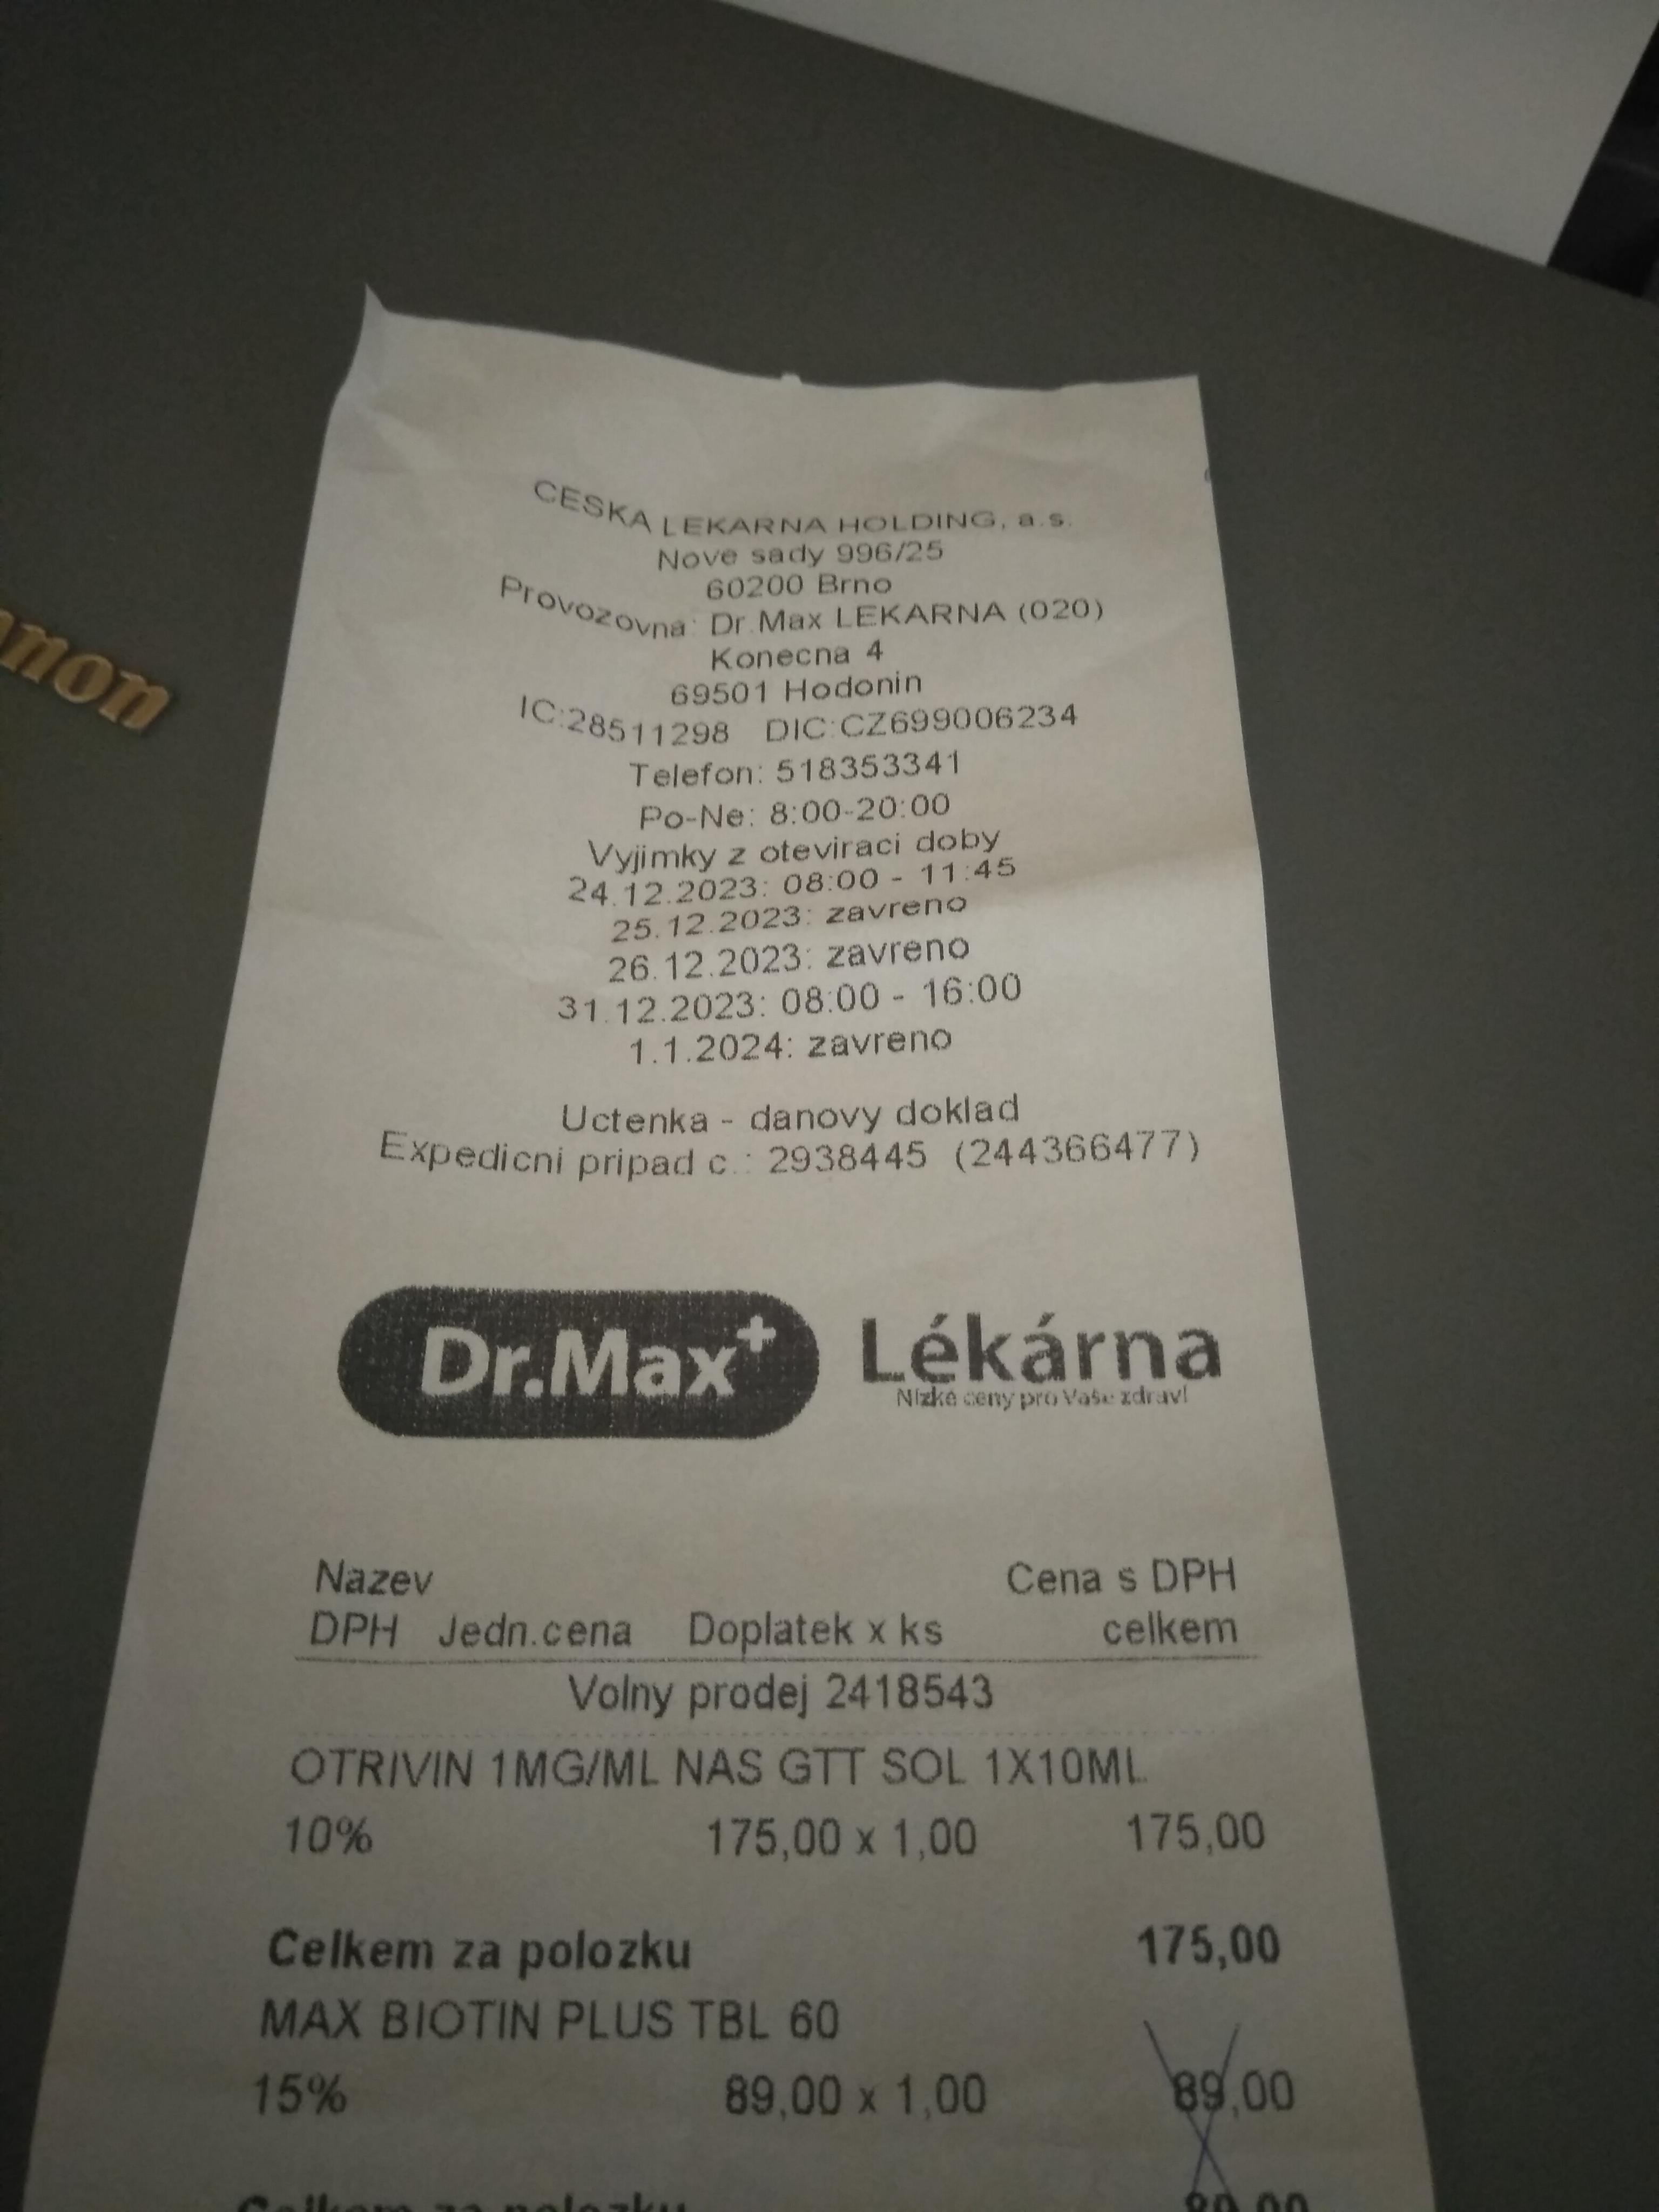 CESKA LEKARNA HOLDING, a.s.
Nove sady 996/25
60200 Brno
Provozovna: Dr.Max LEKARNA (020)
Konecna 4
69501 Hodonin
IC:28511298 DIC:CZ699006234
Telefon: 518353341
Po-Ne: 8:00-20:00
Vyjimky z oteviraci doby
24.12.2023: 08:00 - 11:45
25.12.2023: zavreno
26.12.2023: zavreno
31.12.2023: 08:00 - 16:00
1.1.2024: zavreno
Uctenka - danovy doklad
Expedicni pripad c.: 2938445 (244366477)
Dr.Max+ Lékárna
Nízké ceny pro Vaše zdraví
Nazev Cena s DPH
DPH Jedn.cena Doplatek x ks celkem
Volny prodej 2418543
OTRIVIN 1MG/ML NAS GTT SOL 1X10ML
10% 175,00 x 1,00 175,00
Celkem za polozku 175,00
MAX BIOTIN PLUS TBL 60
15% 89,00 x 1,00 89,00
Celkem za polozku 89,00